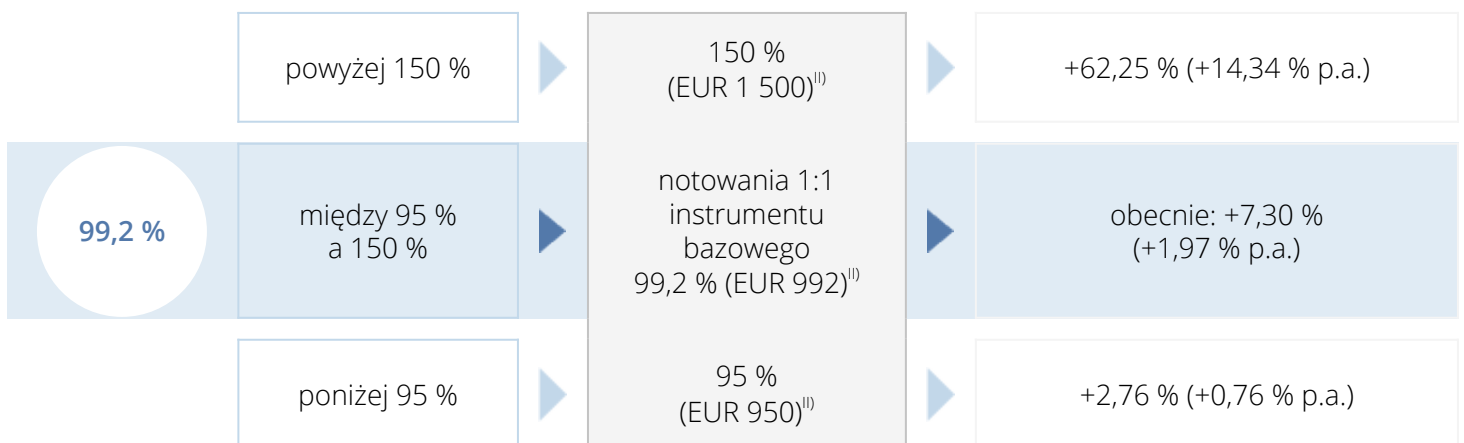 powyżej 150 %
150 %
(EUR 1 500)II)
+62,25 % (+14,34 % p.a.)
99,2 %
między 95 %
a 150 %
notowania 1:1
instrumentu
bazowego
99,2 % (EUR 992)II)
obecnie: +7,30 %
(+1,97 % p.a.)
poniżej 95 %
95 %
(EUR 950)II)
+2,76 % (+0,76 % p.a.)